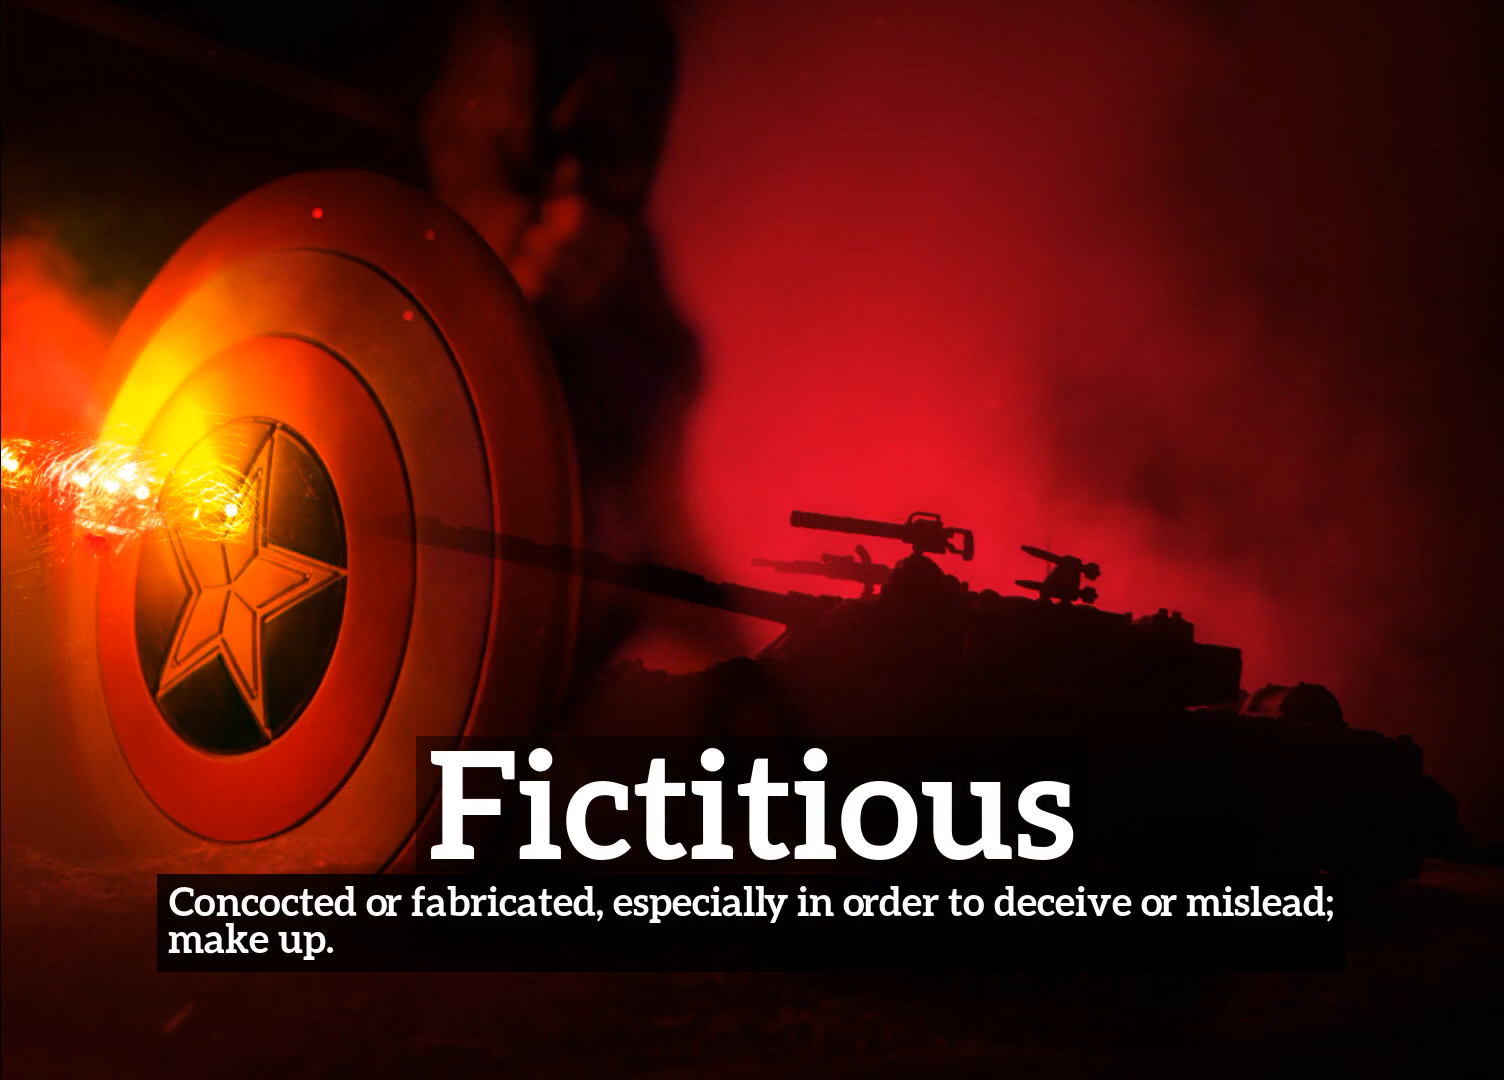 Fictitious
Concocted or fabricated, especially in order to deceive or mislead;
make up.